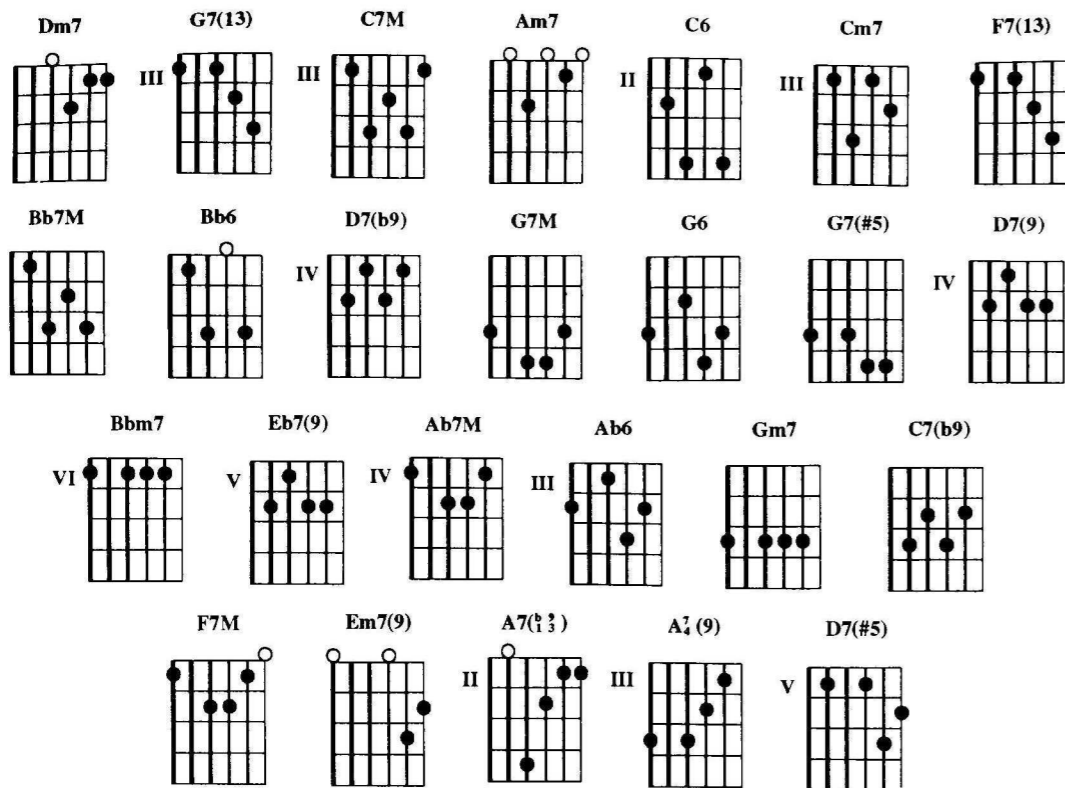 Dm7 G7(13) C7M Am7 C6 Cm7 F7(13)
III III II III
Bb7M Bb6 D7(b9) G7M G6 G7(#5) D7(9)
IV IV
Bbm7 Eb7(9) Ab7M Ab6 Gm7 C7(b9)
VI V IV III
F7M Em7(9) A7(b9 13) A7 4 (9) D7(#5)
II III V